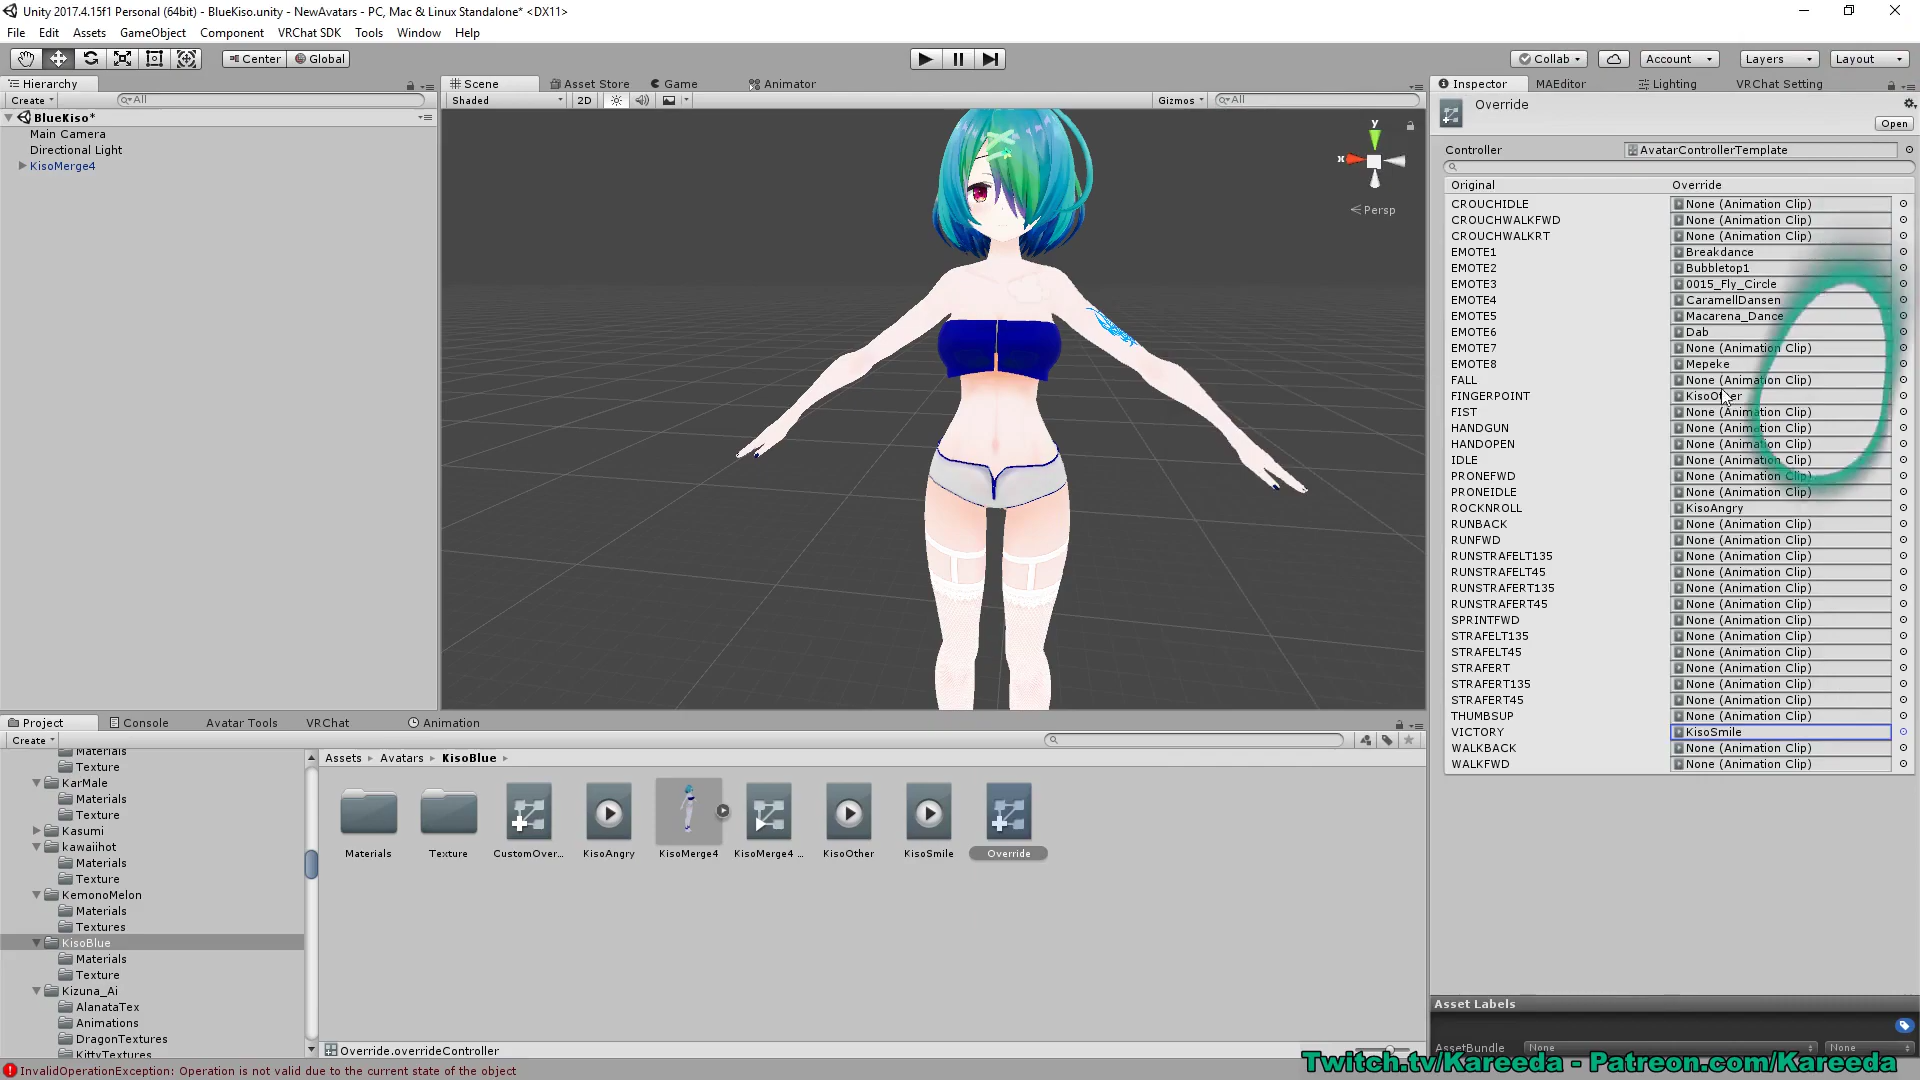 Unity 2017.4.15f1 Personal (64bit) - BlueKiso.unity - NewAvatars - PC, Mac & Linux Standalone* <DX11>
File Edit Assets GameObject Component VRChat SDK Tools Window Help
Center Global Collab Account Layers Layout
Hierarchy
Create All
BlueKiso*
Main Camera
Directional Light
KisoMerge4
Scene Asset Store Game Animator
Shaded 2D Gizmos All
y
x
Persp
Inspector MAEditor Lighting VRChat Setting
Override
Open
Controller AvatarControllerTemplate
Original Override
CROUCHIDLE None (Animation Clip)
CROUCHWALKFWD None (Animation Clip)
CROUCHWALKRT None (Animation Clip)
EMOTE1 Breakdance
EMOTE2 Bubbletop1
EMOTE3 0015_Fly_Circle
EMOTE4 CaramellDansen
EMOTE5 Macarena_Dance
EMOTE6 Dab
EMOTE7 None (Animation Clip)
EMOTE8 Mepeke
FALL None (Animation Clip)
FINGERPOINT KisoOther
FIST None (Animation Clip)
HANDGUN None (Animation Clip)
HANDOPEN None (Animation Clip)
IDLE None (Animation Clip)
PRONEFWD None (Animation Clip)
PRONEIDLE None (Animation Clip)
ROCKNROLL KisoAngry
RUNBACK None (Animation Clip)
RUNFWD None (Animation Clip)
RUNSTRAFELT135 None (Animation Clip)
RUNSTRAFELT45 None (Animation Clip)
RUNSTRAFERT135 None (Animation Clip)
RUNSTRAFERT45 None (Animation Clip)
SPRINTFWD None (Animation Clip)
STRAFELT135 None (Animation Clip)
STRAFELT45 None (Animation Clip)
STRAFERT None (Animation Clip)
STRAFERT135 None (Animation Clip)
STRAFERT45 None (Animation Clip)
THUMBSUP None (Animation Clip)
VICTORY KisoSmile
WALKBACK None (Animation Clip)
WALKFWD None (Animation Clip)
Project Console Avatar Tools VRChat Animation
Create
Materials
Texture
KarMale
Materials
Texture
Kasumi
kawaiihot
Materials
Texture
KemonoMelon
Materials
Textures
KisoBlue
Materials
Texture
Kizuna_Ai
AlanataTex
Animations
DragonTextures
KittyTextures
Assets Avatars KisoBlue
Materials Texture CustomOver... KisoAngry KisoMerge4 KisoMerge4 ... KisoOther KisoSmile Override
Override.overrideController
Asset Labels
AssetBundle None None
InvalidOperationException: Operation is not valid due to the current state of the object
Twitch.tv/Kareeda - Patreon.com/Kareeda